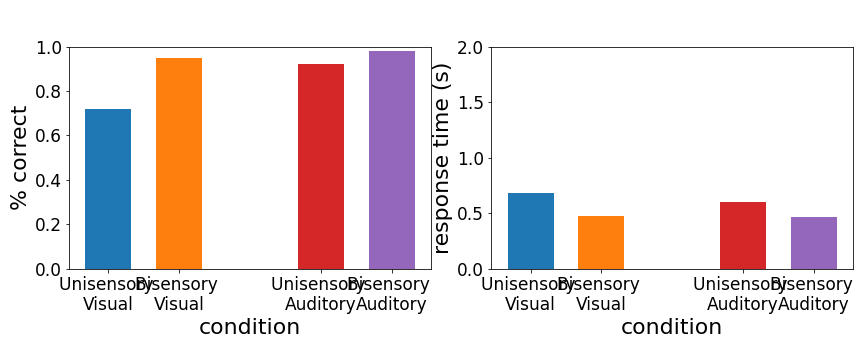 1.0
0.8
0.6
0.4
0.2
0.0
% correct
Unisensory Bisensory Unisensory Bisensory
Visual Visual Auditory Auditory
condition
2.0
1.5
1.0
0.5
0.0
response time (s)
Unisensory Bisensory Unisensory Bisensory
Visual Visual Auditory Auditory
condition